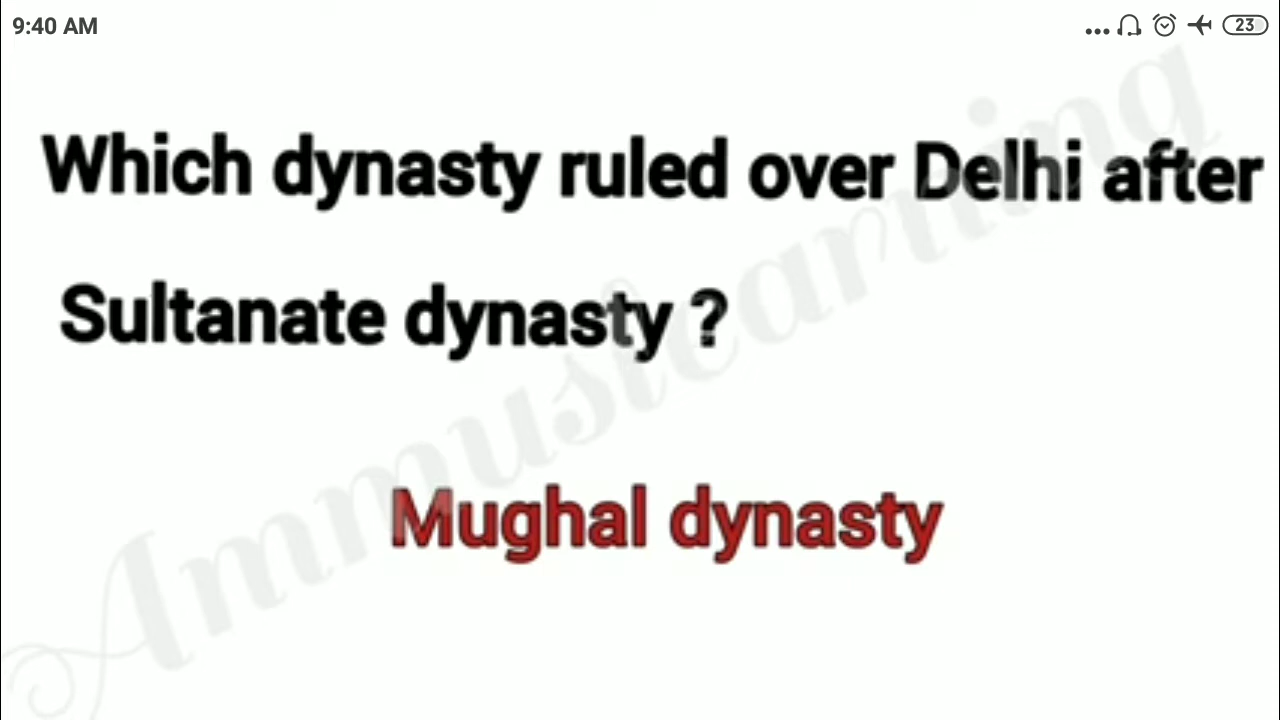 9:40 AM ... 23
Which dynasty ruled over Delhi after
Sultanate dynasty ?
Mughal dynasty
Ammuslearning